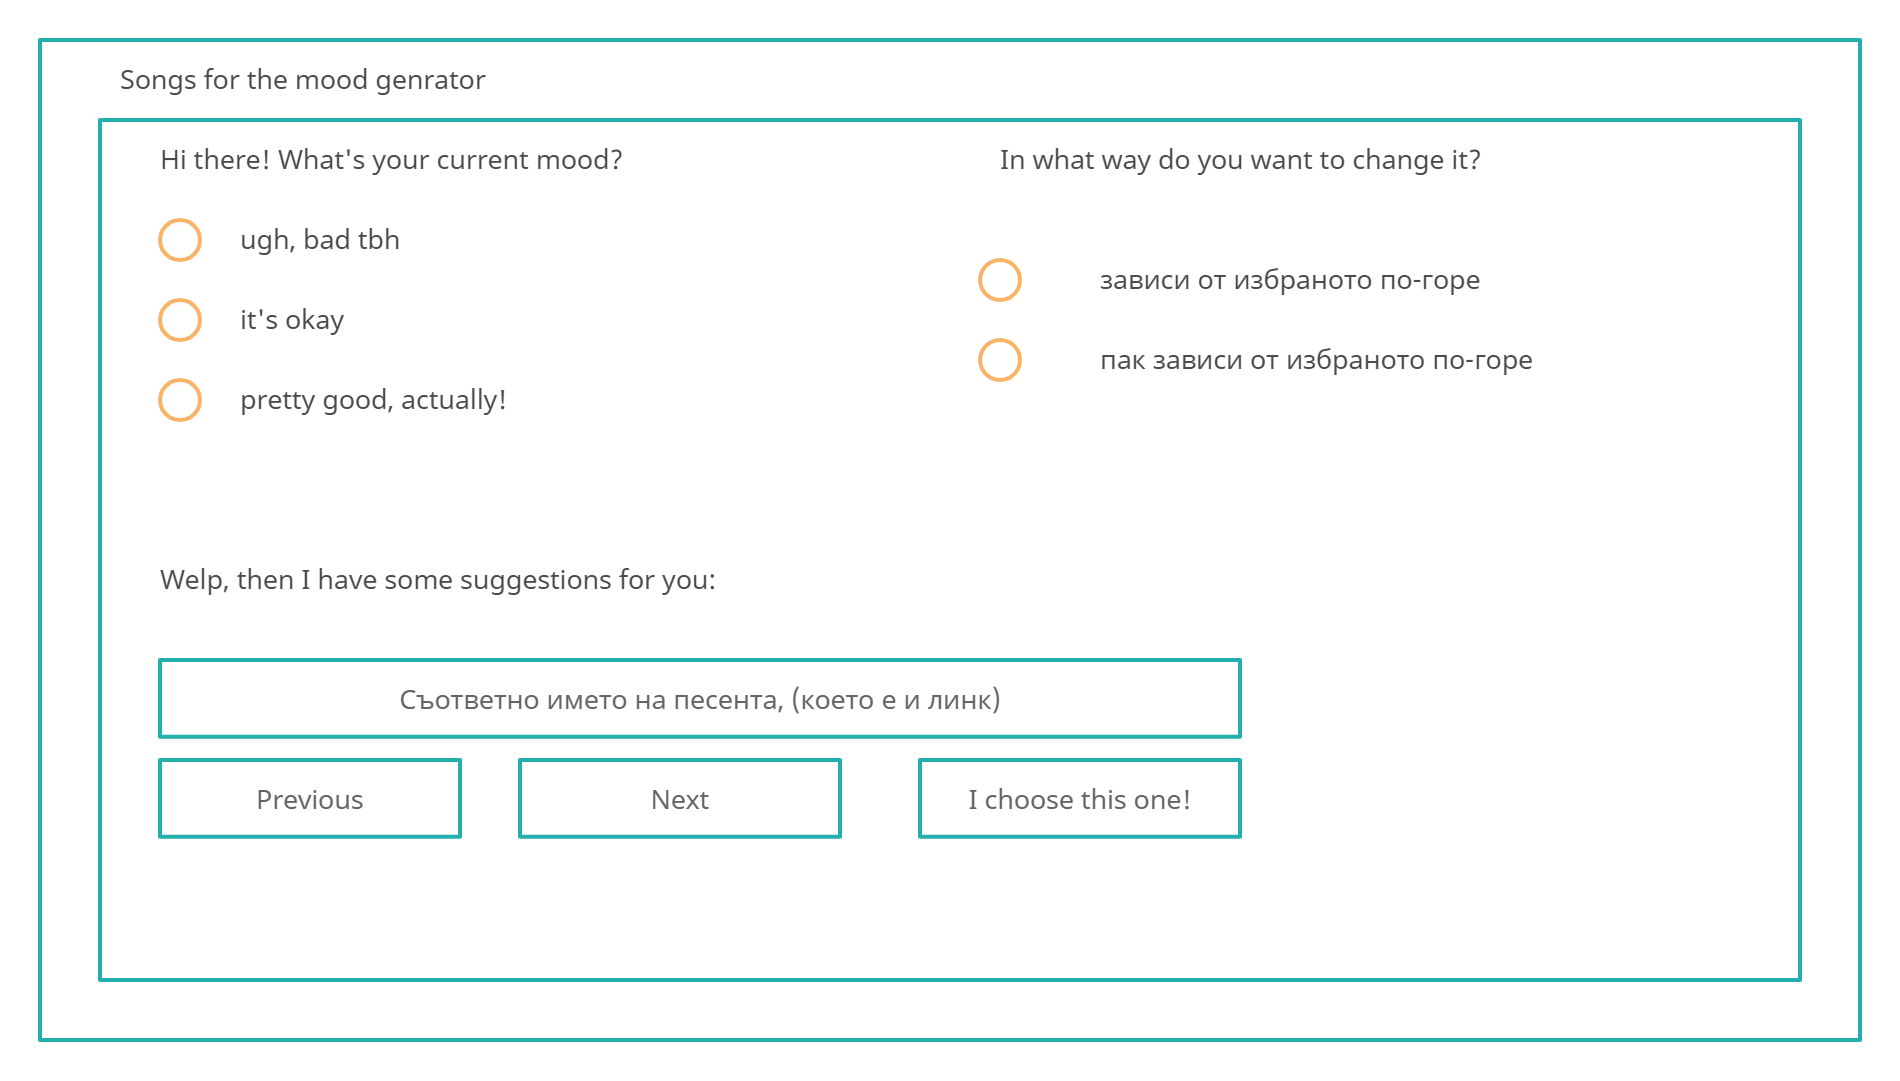 Songs for the mood genrator
Hi there! What's your current mood?
ugh, bad tbh
it's okay
pretty good, actually!
In what way do you want to change it?
зависи от избраното по-горе
пак зависи от избраното по-горе
Welp, then I have some suggestions for you:
Съответно името на песента, (което е и линк)
Previous
Next
I choose this one!